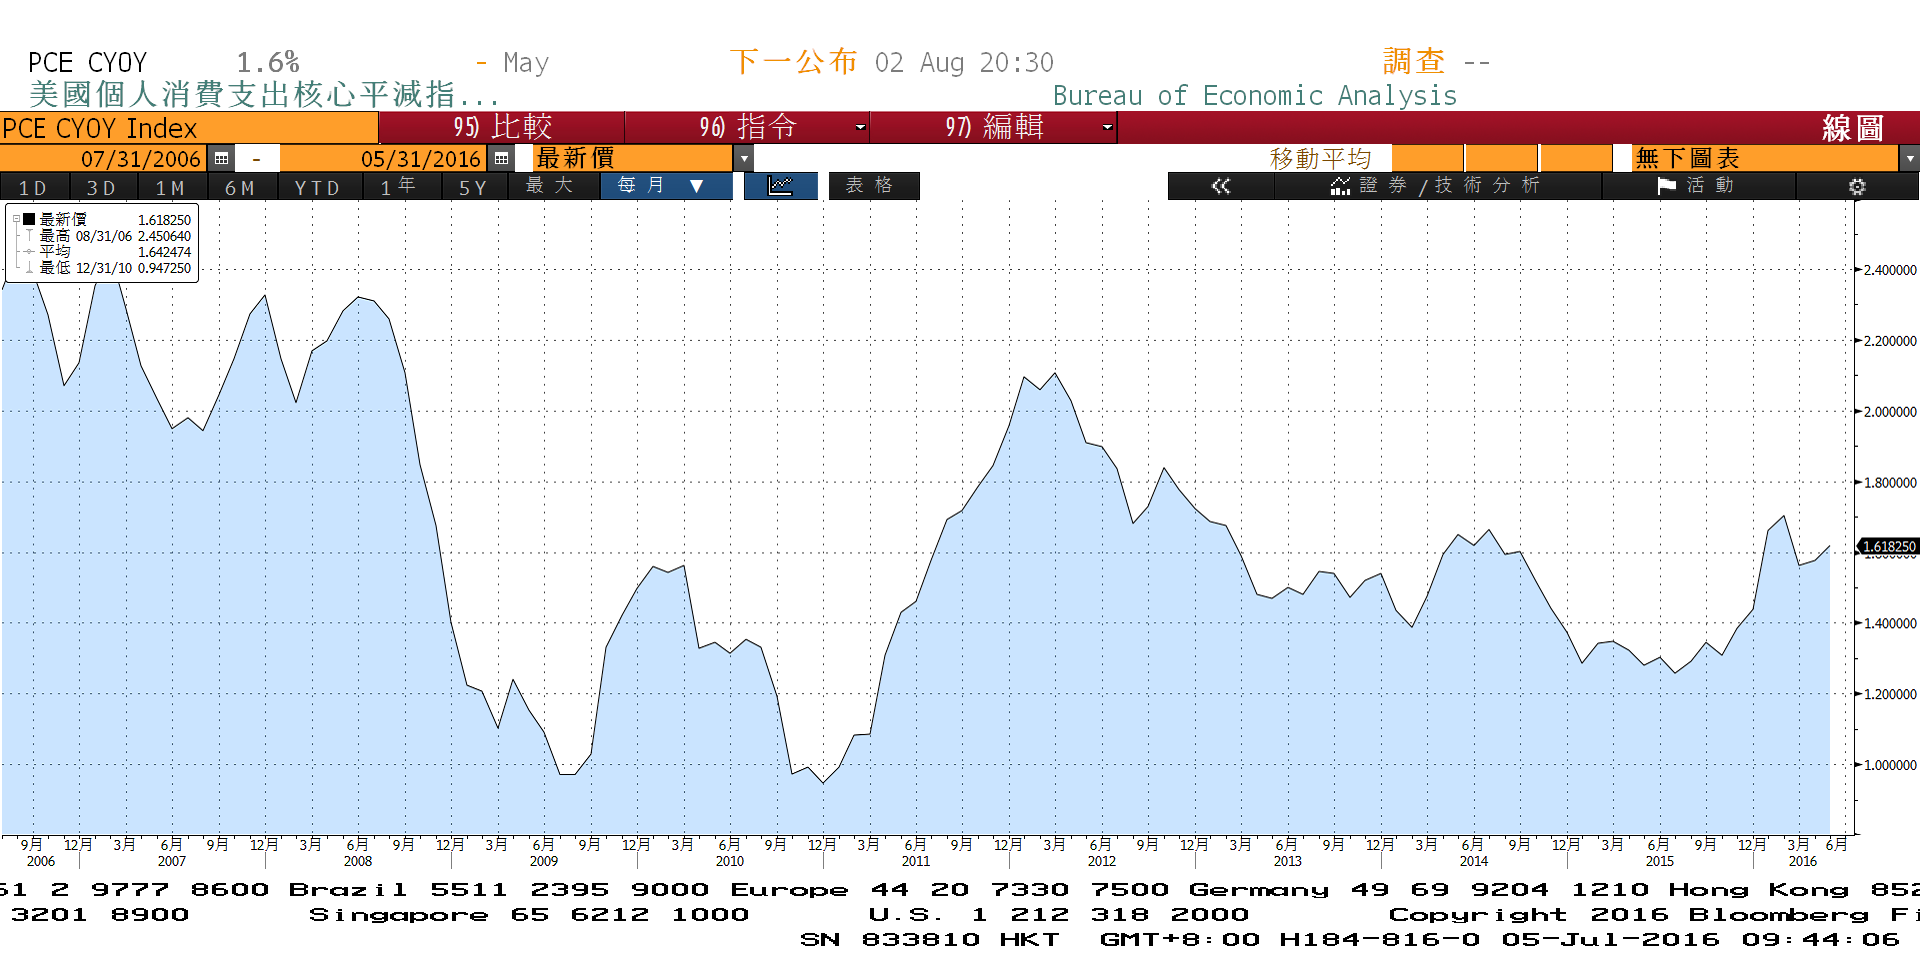 PCE CYOY 1.6% - May 下一公布 02 Aug 20:30 調查 --
美國個人消費支出核心平減指... Bureau of Economic Analysis
PCE CYOY Index 95) 比較 96) 指令 97) 編輯 線圖
07/31/2006 - 05/31/2016 最新價 移動平均 無下圖表
1D 3D 1M 6M YTD 1年 5Y 最大 每月 ▼ 表格 證券/技術分析 活動
最新價 1.618250
最高 08/31/06 2.450640
平均 1.642474
最低 12/31/10 0.947250
2.400000
2.200000
2.000000
1.800000
1.618250
1.400000
1.200000
1.000000
9月 12月 3月 6月 9月 12月 3月 6月 9月 12月 3月 6月 9月 12月 3月 6月 9月 12月 3月 6月 9月 12月 3月 6月 9月 12月 3月 6月 9月 12月 3月 6月 9月 12月 3月 6月 9月 12月 3月 6月
2006 2007 2008 2009 2010 2011 2012 2013 2014 2015 2016
61 2 9777 8600 Brazil 5511 2395 9000 Europe 44 20 7330 7500 Germany 49 69 9204 1210 Hong Kong 852
3201 8900 Singapore 65 6212 1000 U.S. 1 212 318 2000 Copyright 2016 Bloomberg Fi
SN 833810 HKT GMT+8:00 H184-816-0 05-Jul-2016 09:44:06